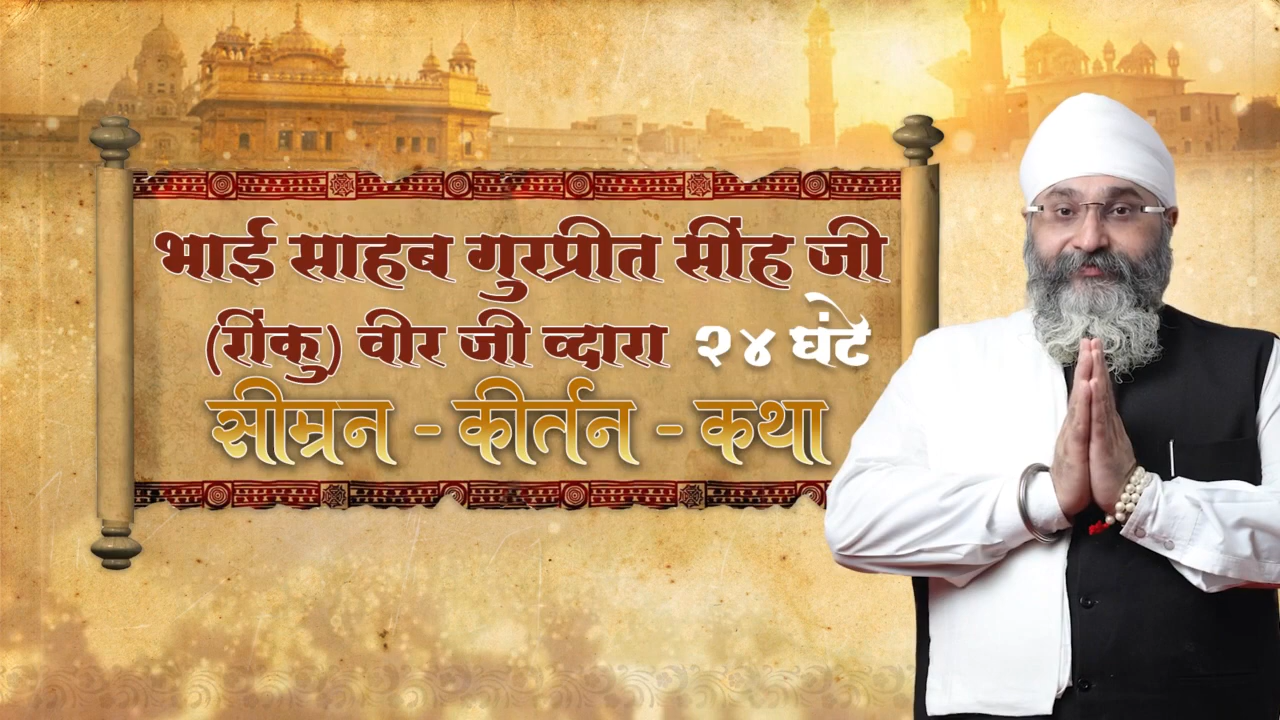 भाई साहब गुरप्रीत सींह जी
(रींकु) वीर जी व्दारा २४ घंटे
सीम्रन - कीर्तन - कथा